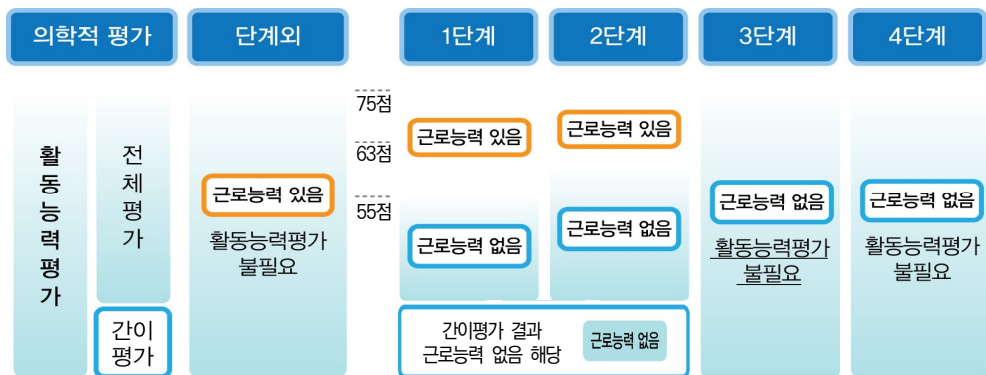 의학적 평가
단계외
1단계
2단계
3단계
4단계
활동능력평가
전체평가
간이
평가
근로능력 있음
활동능력평가
불필요
75점
63점
55점
근로능력 있음
근로능력 없음
근로능력 있음
근로능력 없음
간이평가 결과
근로능력 없음 해당
근로능력 없음
근로능력 없음
활동능력평가
불필요
근로능력 없음
활동능력평가
불필요